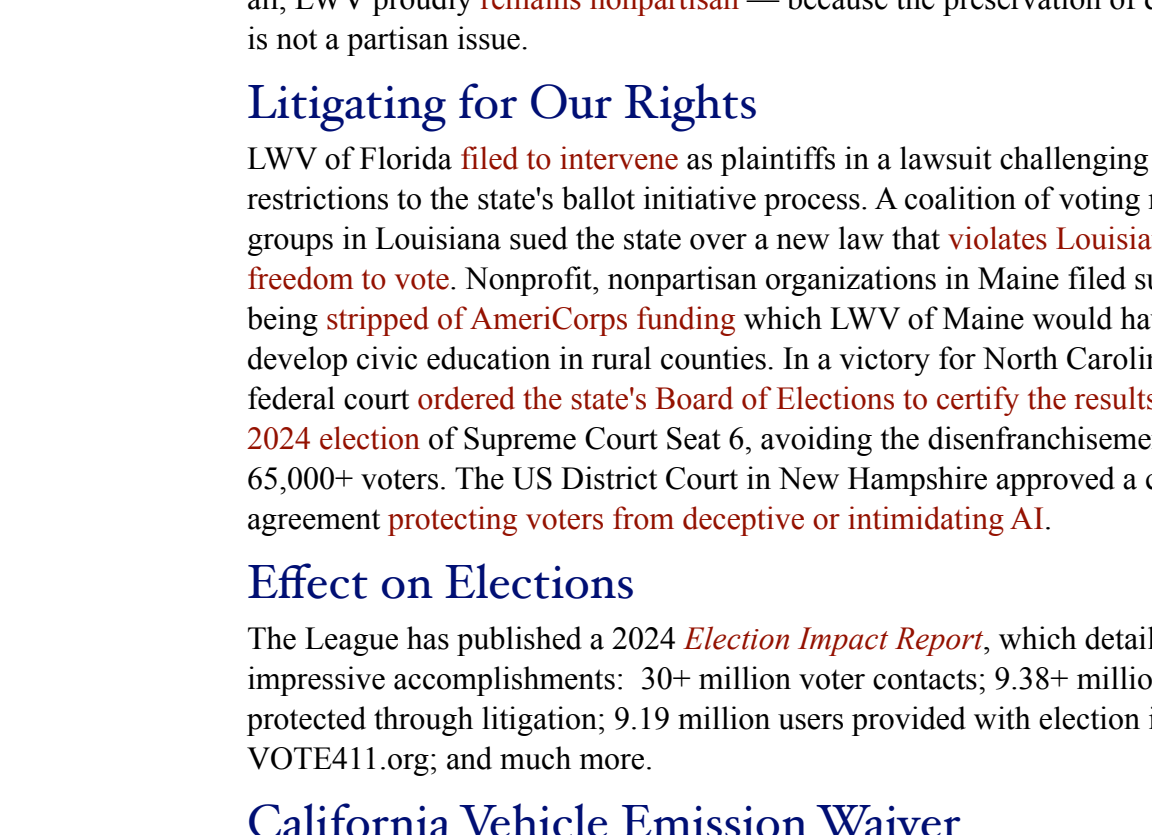 all, LWV proudly remains nonpartisan — because the preservation of
is not a partisan issue.
Litigating for Our Rights
LWV of Florida filed to intervene as plaintiffs in a lawsuit challenging
restrictions to the state's ballot initiative process. A coalition of voting
groups in Louisiana sued the state over a new law that violates
freedom to vote. Nonprofit, nonpartisan organizations in Maine filed
being stripped of AmeriCorps funding which LWV of Maine would
develop civic education in rural counties. In a victory for North
federal court ordered the state's Board of Elections to certify the results
2024 election of Supreme Court Seat 6, avoiding the
65,000+ voters. The US District Court in New Hampshire approved a
agreement protecting voters from deceptive or intimidating AI.
Effect on Elections
The League has published a 2024 Election Impact Report, which
impressive accomplishments:  30+ million voter contacts; 9.38+
protected through litigation; 9.19 million users provided with election
VOTE411.org; and much more.
California Vehicle Emission Waiver